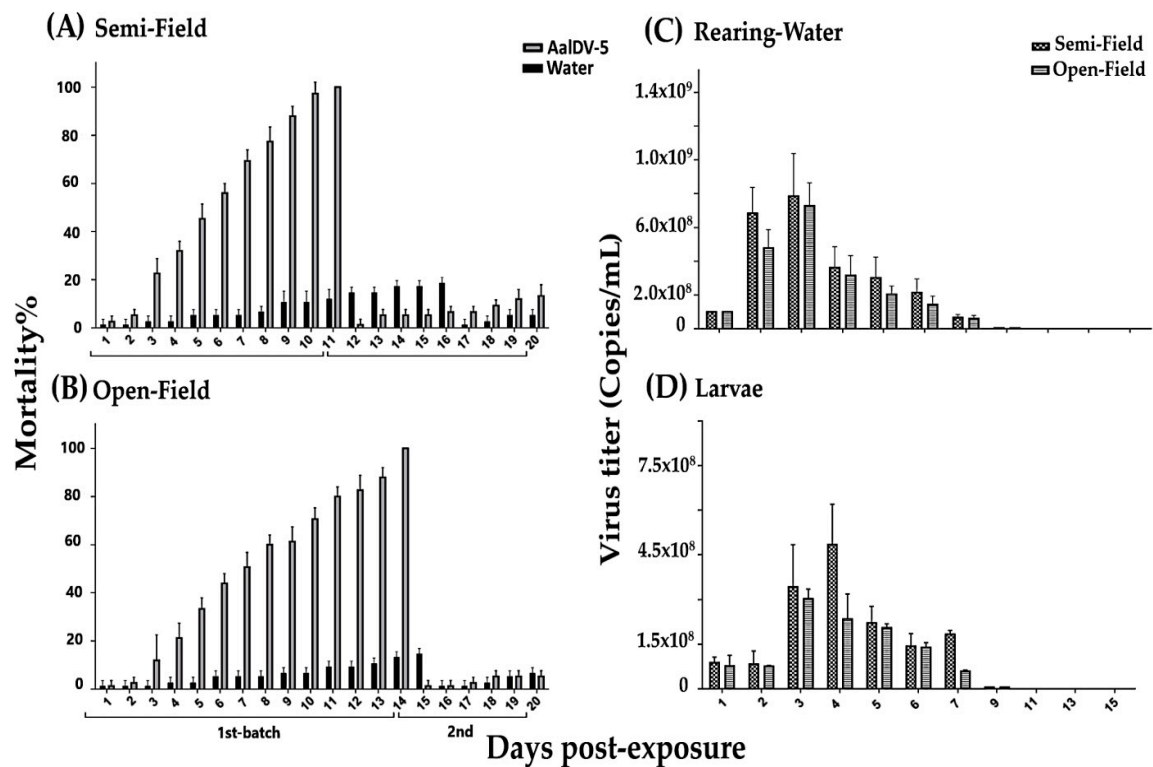 (A) Semi-Field
AalDV-5
Water
100
80
60
40
20
0
1 2 3 4 5 6 7 8 9 10 11 12 13 14 15 16 17 18 19 20
(B) Open-Field
100
80
60
40
20
0
1 2 3 4 5 6 7 8 9 10 11 12 13 14 15 16 17 18 19 20
1st-batch 2nd
Mortality%
(C) Rearing-Water
Semi-Field
Open-Field
1.4x10⁹
1.0x10⁹
6.0x10⁸
2.0x10⁸
0
(D) Larvae
7.5x10⁸
4.5x10⁸
1.5x10⁸
0
1 2 3 4 5 6 7 9 11 13 15
Virus titer (Copies/mL)
Days post-exposure